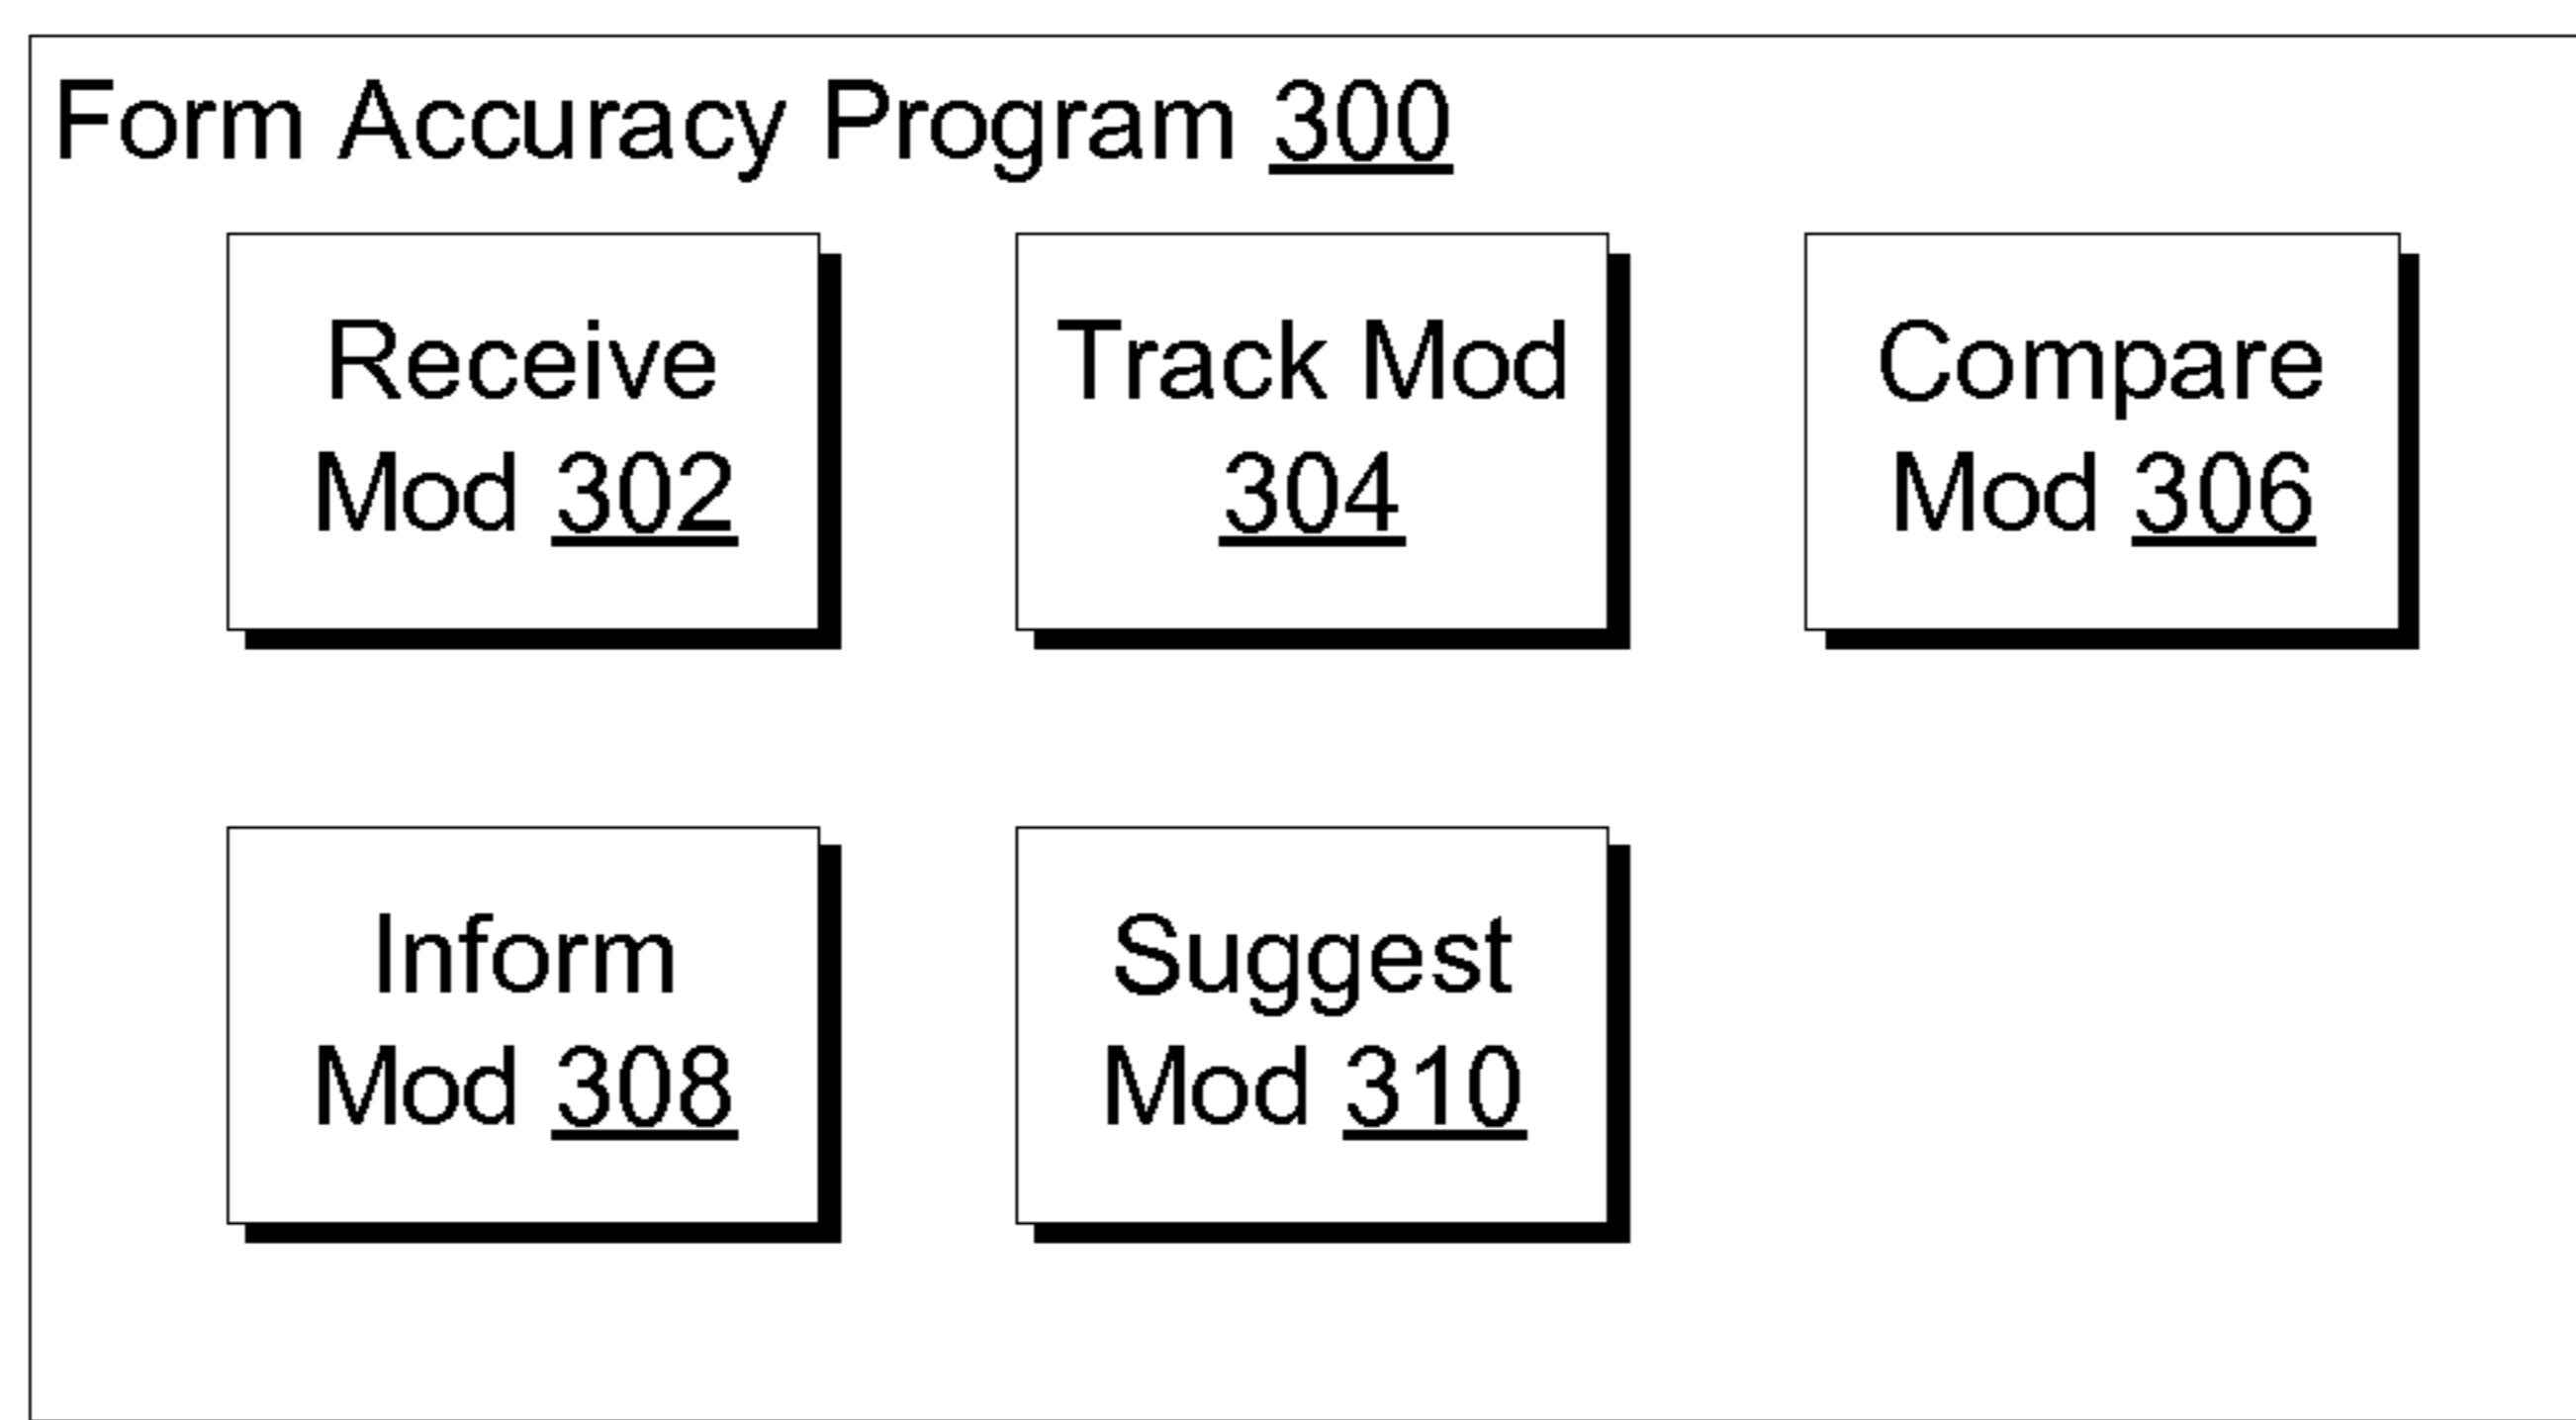 Form Accuracy Program 300
Receive
Mod 302
Track Mod
304
Compare
Mod 306
Inform
Mod 308
Suggest
Mod 310